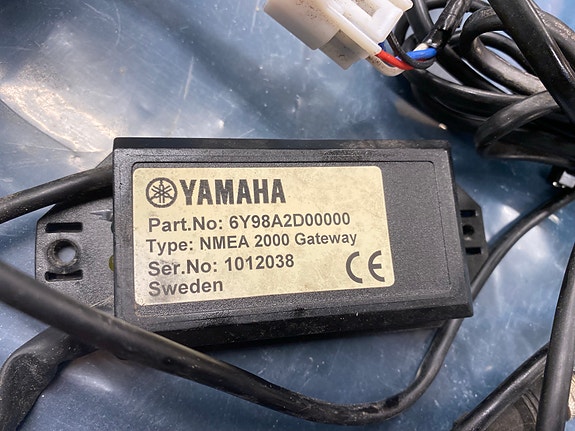 YAMAHA
Part.No: 6Y98A2D00000
Type: NMEA 2000 Gateway
Ser.No: 1012038
Sweden
CE